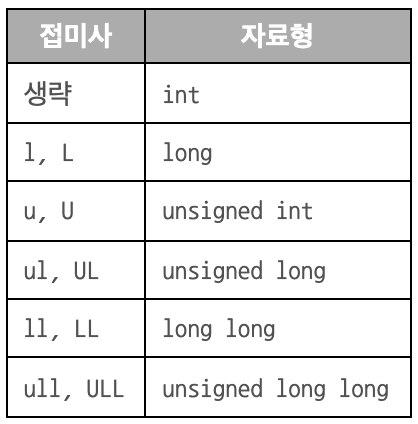 접미사 자료형
생략 int
l, L long
u, U unsigned int
ul, UL unsigned long
ll, LL long long
ull, ULL unsigned long long